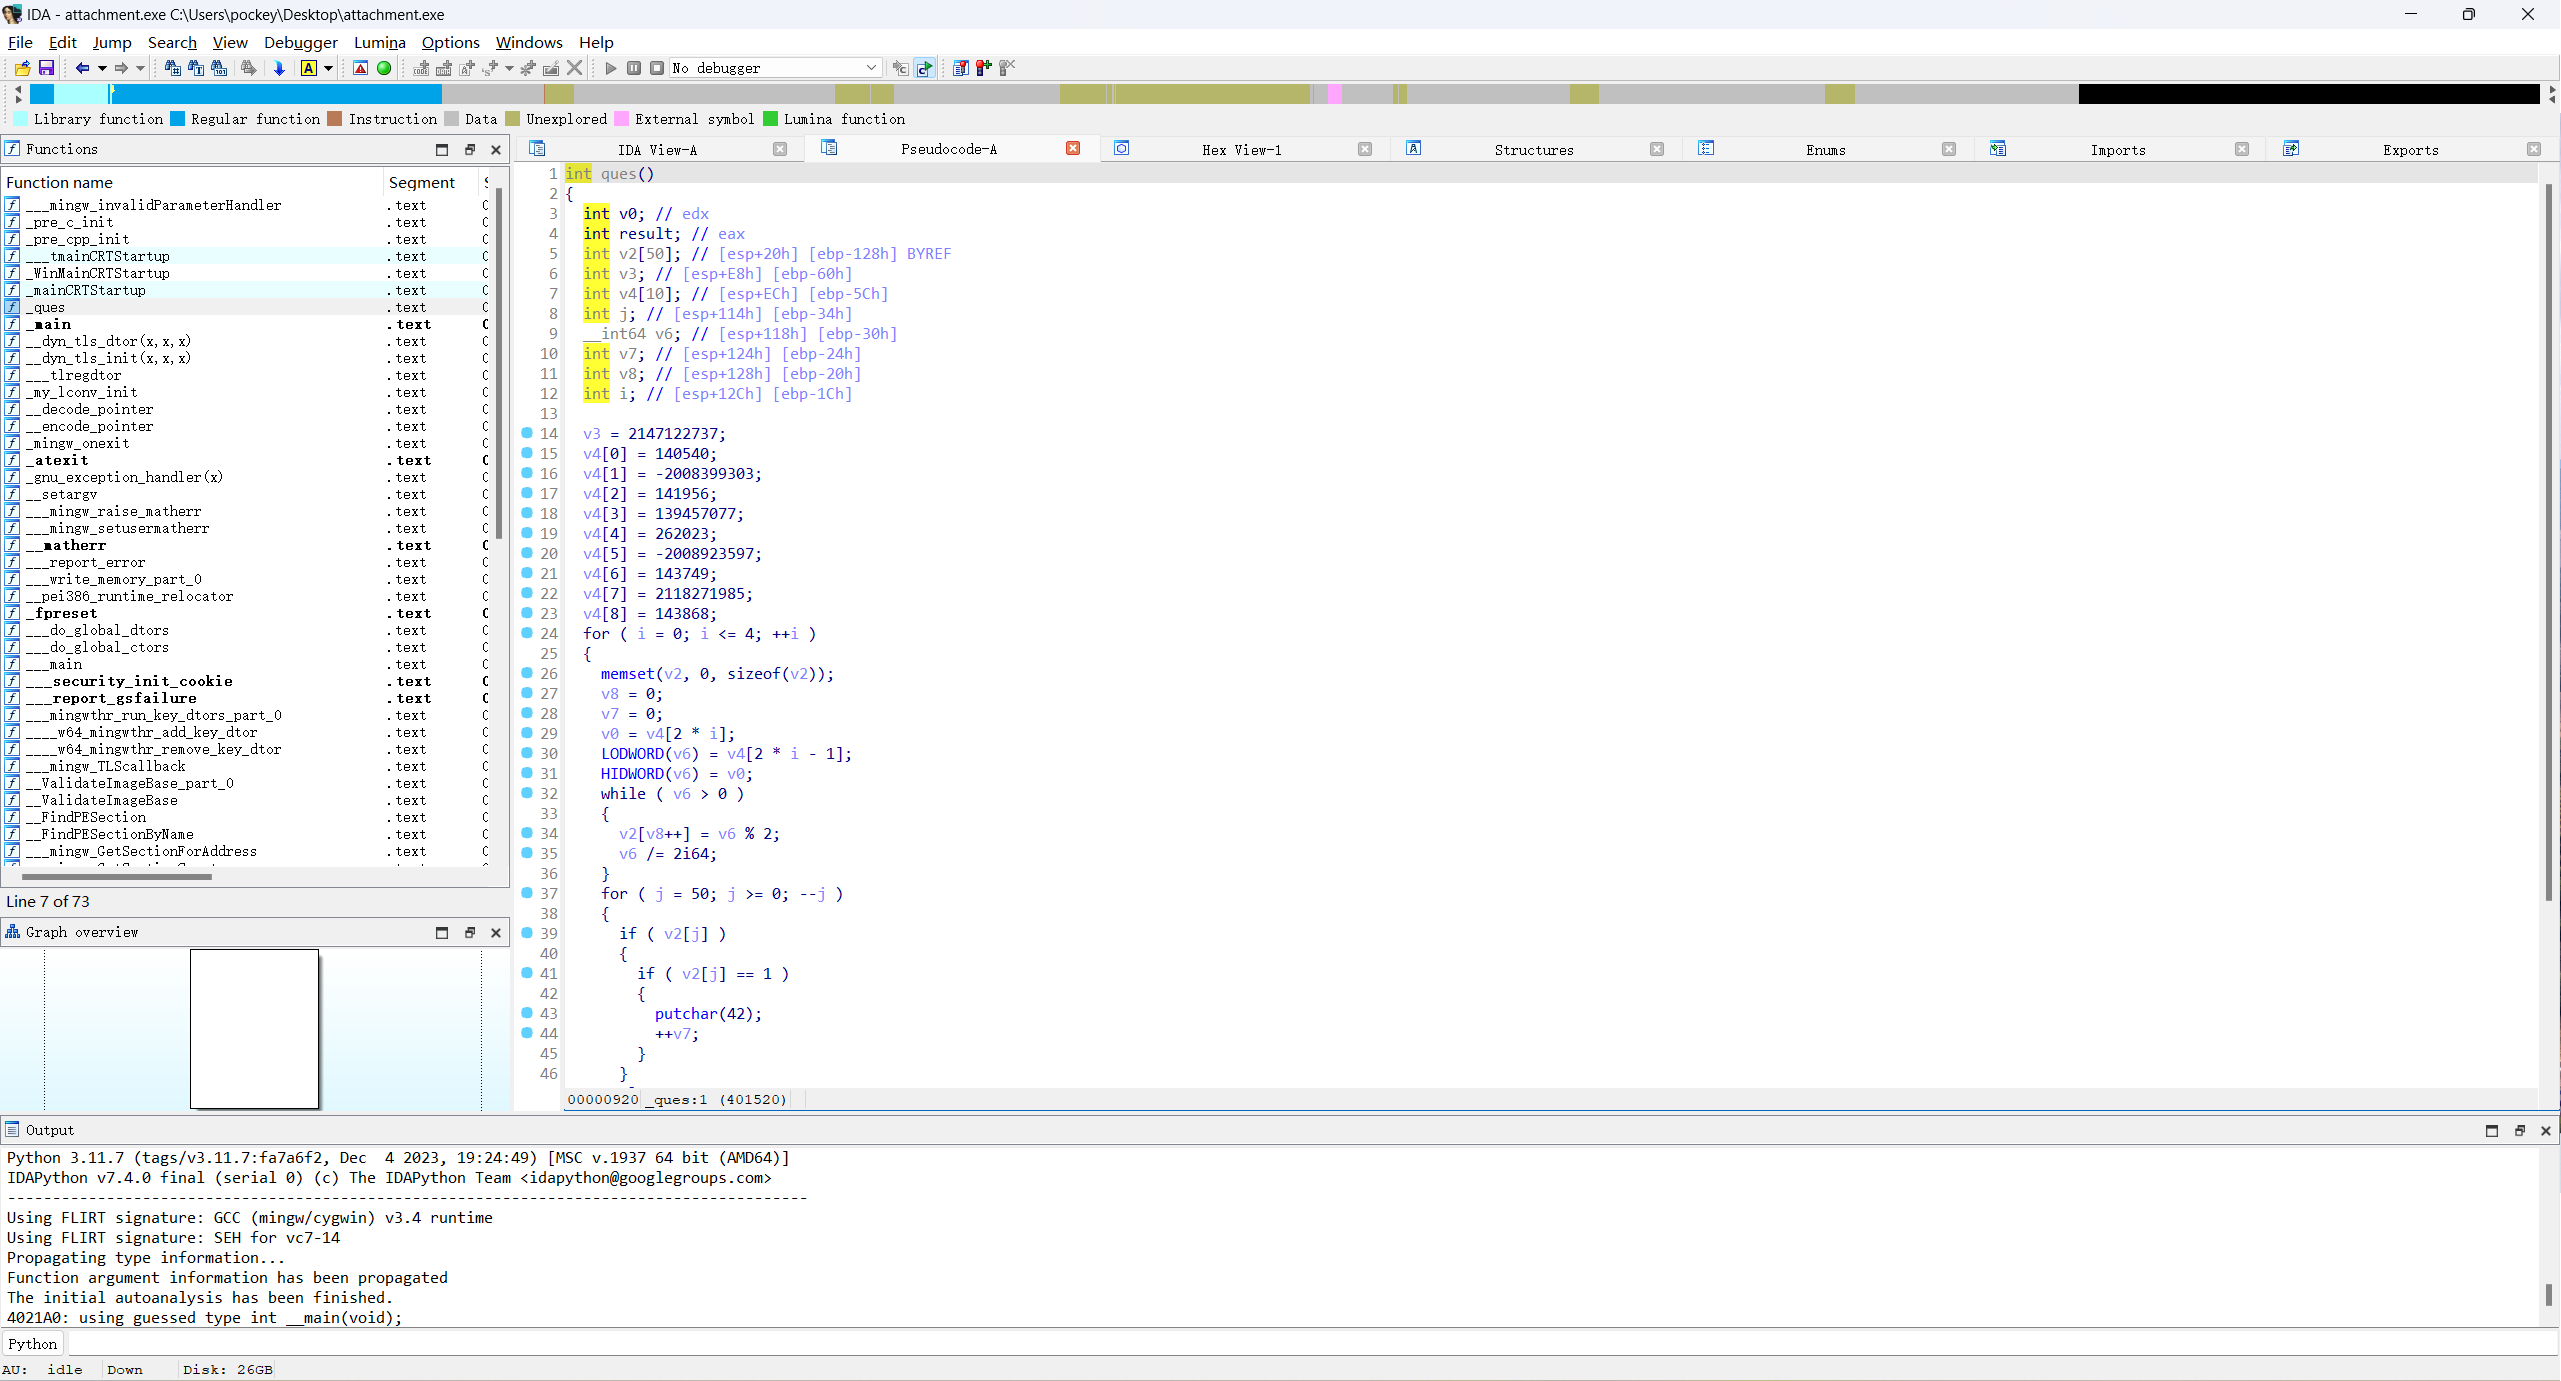 IDA - attachment.exe C:\Users\pockey\Desktop\attachment.exe
File Edit Jump Search View Debugger Lumina Options Windows Help
No debugger
Library function Regular function Instruction Data Unexplored External symbol Lumina function
Functions
IDA View-A Pseudocode-A Hex View-1 Structures Enums Imports Exports
Function name Segment
___mingw_invalidParameterHandler .text
_pre_c_init .text
_pre_cpp_init .text
___tmainCRTStartup .text
_WinMainCRTStartup .text
_mainCRTStartup .text
_ques .text
_main .text
__dyn_tls_dtor(x,x,x) .text
__dyn_tls_init(x,x,x) .text
___tlregdtor .text
_my_lconv_init .text
__decode_pointer .text
__encode_pointer .text
_mingw_onexit .text
_atexit .text
_gnu_exception_handler(x) .text
__setargv .text
___mingw_raise_matherr .text
___mingw_setusermatherr .text
__matherr .text
___report_error .text
___write_memory_part_0 .text
__pei386_runtime_relocator .text
_fpreset .text
___do_global_dtors .text
___do_global_ctors .text
___main .text
___security_init_cookie .text
___report_gsfailure .text
___mingwthr_run_key_dtors_part_0 .text
____w64_mingwthr_add_key_dtor .text
____w64_mingwthr_remove_key_dtor .text
___mingw_TLScallback .text
__ValidateImageBase_part_0 .text
__ValidateImageBase .text
__FindPESection .text
__FindPESectionByName .text
___mingw_GetSectionForAddress .text
Line 7 of 73
Graph overview
1 int ques()
2 {
3 int v0; // edx
4 int result; // eax
5 int v2[50]; // [esp+20h] [ebp-128h] BYREF
6 int v3; // [esp+E8h] [ebp-60h]
7 int v4[10]; // [esp+ECh] [ebp-5Ch]
8 int j; // [esp+114h] [ebp-34h]
9 __int64 v6; // [esp+118h] [ebp-30h]
10 int v7; // [esp+124h] [ebp-24h]
11 int v8; // [esp+128h] [ebp-20h]
12 int i; // [esp+12Ch] [ebp-1Ch]
13
14 v3 = 2147122737;
15 v4[0] = 140540;
16 v4[1] = -2008399303;
17 v4[2] = 141956;
18 v4[3] = 139457077;
19 v4[4] = 262023;
20 v4[5] = -2008923597;
21 v4[6] = 143749;
22 v4[7] = 2118271985;
23 v4[8] = 143868;
24 for ( i = 0; i <= 4; ++i )
25 {
26 memset(v2, 0, sizeof(v2));
27 v8 = 0;
28 v7 = 0;
29 v0 = v4[2 * i];
30 LODWORD(v6) = v4[2 * i - 1];
31 HIDWORD(v6) = v0;
32 while ( v6 > 0 )
33 {
34 v2[v8++] = v6 % 2;
35 v6 /= 2i64;
36 }
37 for ( j = 50; j >= 0; --j )
38 {
39 if ( v2[j] )
40 {
41 if ( v2[j] == 1 )
42 {
43 putchar(42);
44 ++v7;
45 }
46 }
00000920 _ques:1 (401520)
Output
Python 3.11.7 (tags/v3.11.7:fa7a6f2, Dec  4 2023, 19:24:49) [MSC v.1937 64 bit (AMD64)]
IDAPython v7.4.0 final (serial 0) (c) The IDAPython Team <idapython@googlegroups.com>
-----------------------------------------------------------------------------------------
Using FLIRT signature: GCC (mingw/cygwin) v3.4 runtime
Using FLIRT signature: SEH for vc7-14
Propagating type information...
Function argument information has been propagated
The initial autoanalysis has been finished.
4021A0: using guessed type int __main(void);
Python
AU: idle Down Disk: 26GB